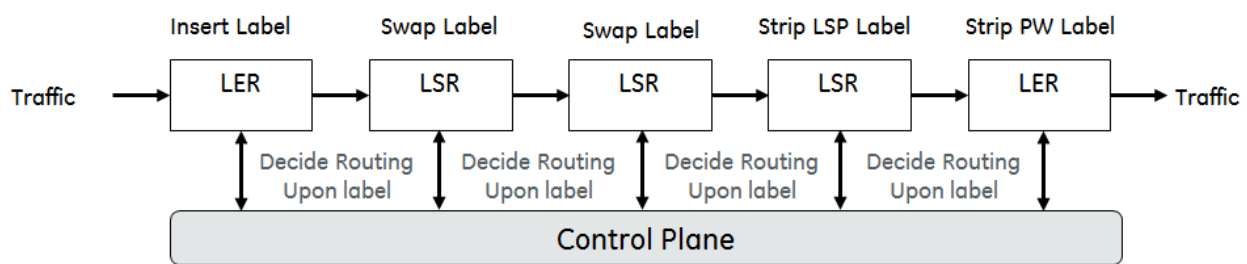 Insert Label
Swap Label
Swap Label
Strip LSP Label
Strip PW Label
Traffic
LER
LSR
LSR
LSR
LER
Traffic
Decide Routing
Upon label
Decide Routing
Upon label
Decide Routing
Upon label
Decide Routing
Upon label
Control Plane